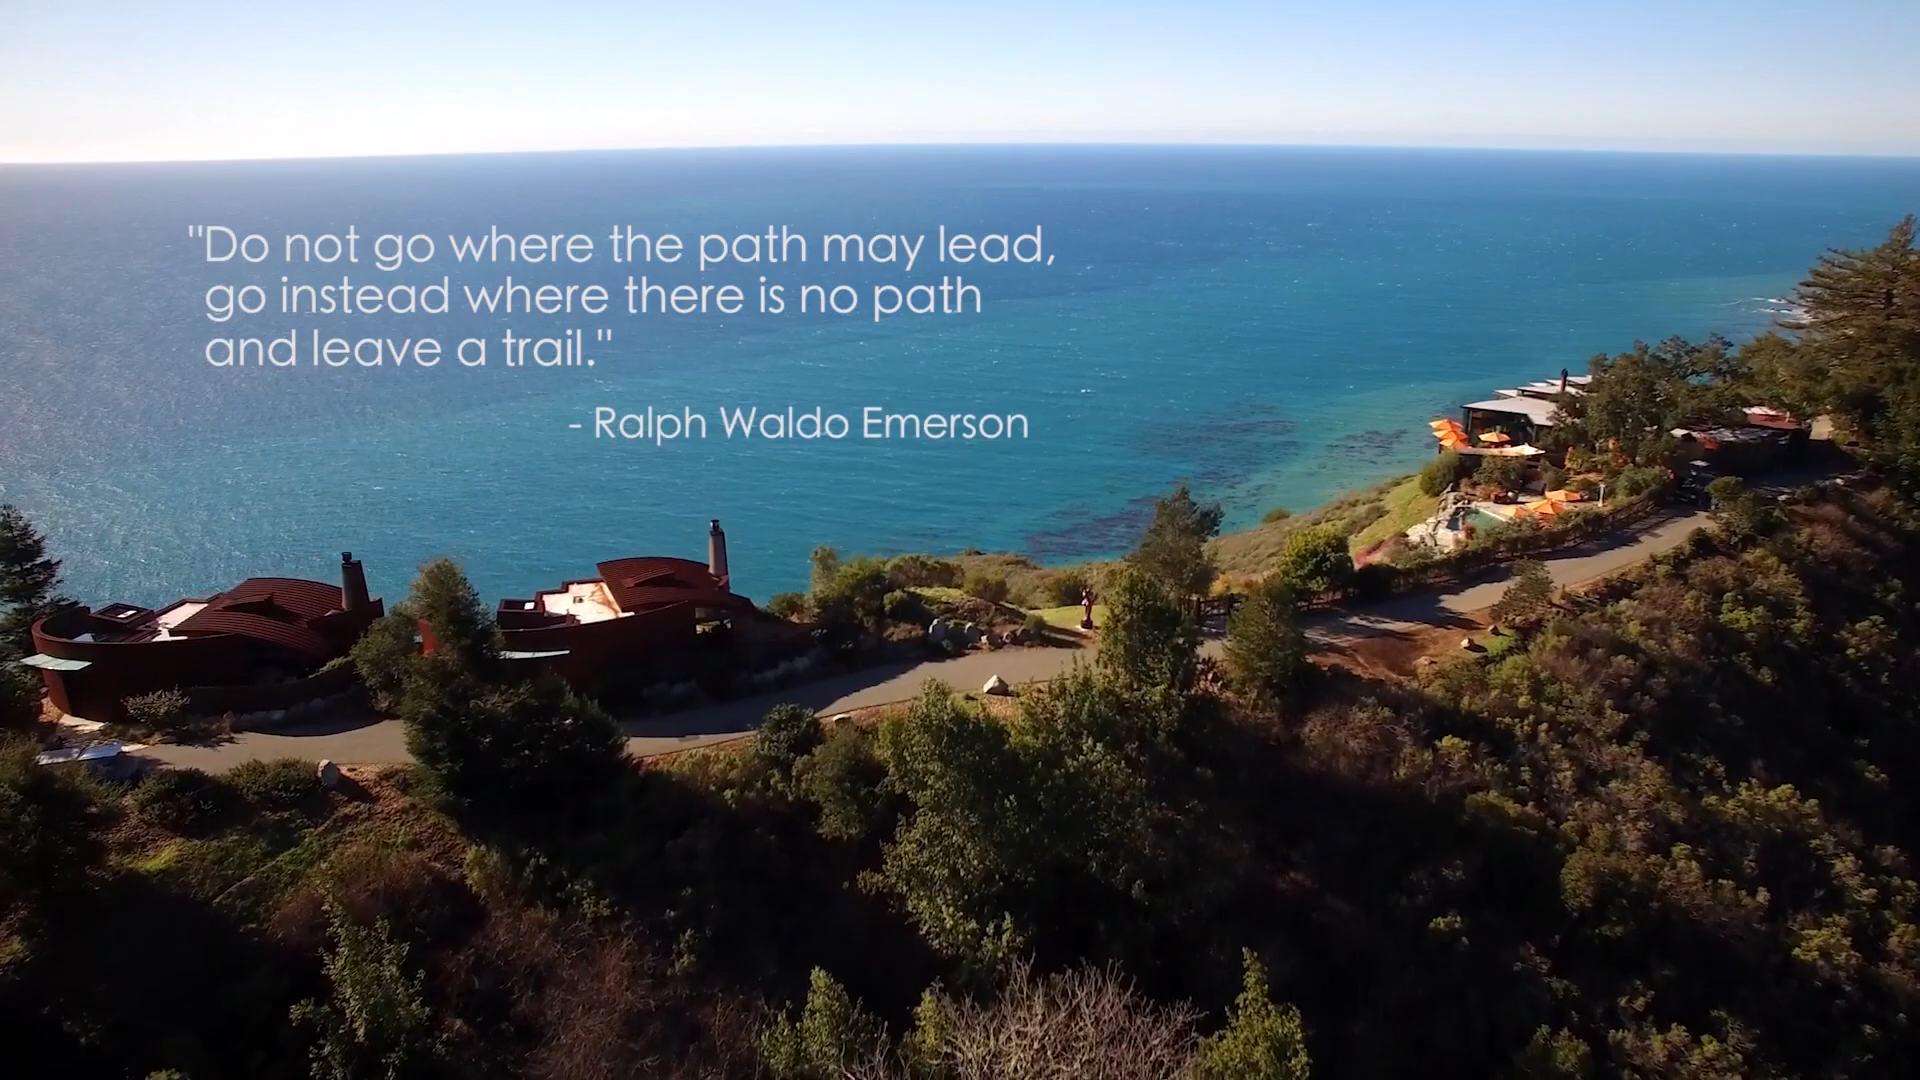 "Do not go where the path may lead,
go instead where there is no path
and leave a trail."
- Ralph Waldo Emerson